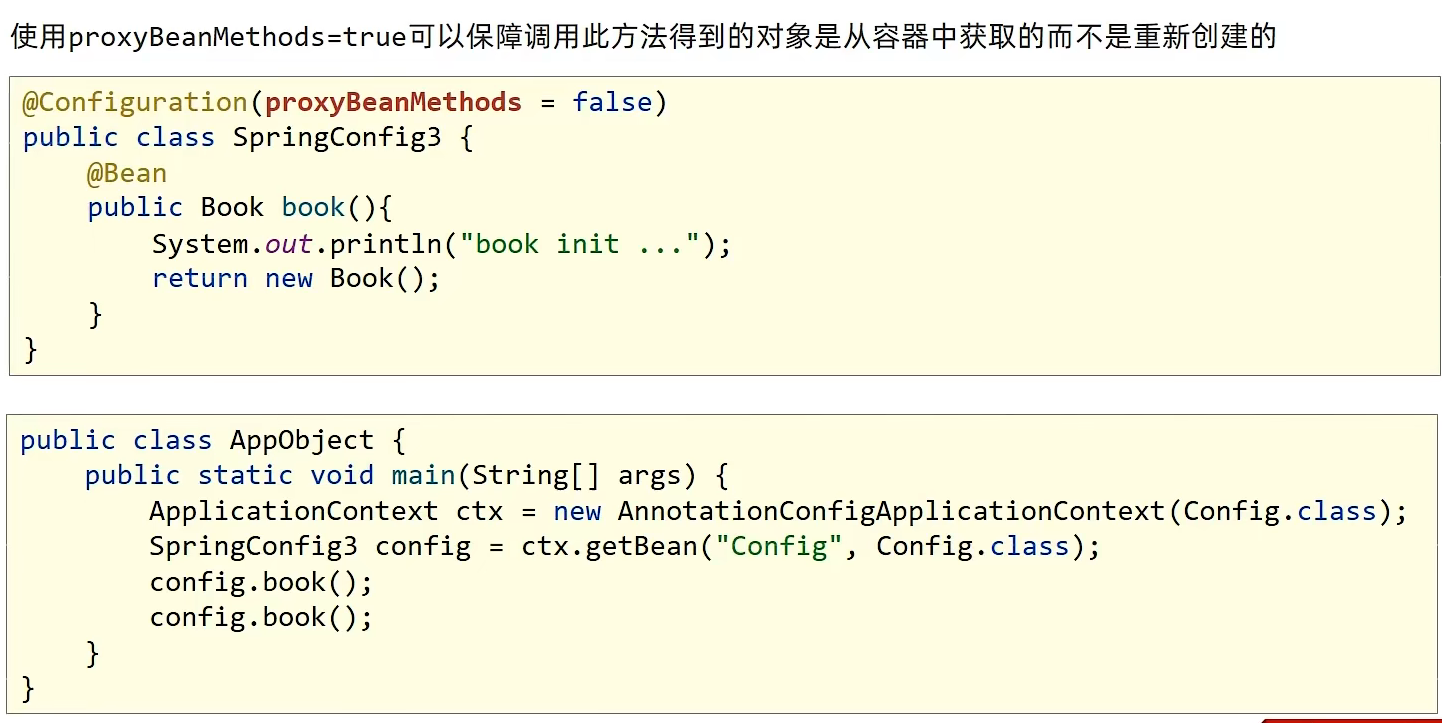 使用proxyBeanMethods=true可以保障调用此方法得到的对象是从容器中获取的而不是重新创建的
@Configuration(proxyBeanMethods = false)
public class SpringConfig3 {
    @Bean
    public Book book(){
        System.out.println("book init ...");
        return new Book();
    }
}
public class AppObject {
    public static void main(String[] args) {
        ApplicationContext ctx = new AnnotationConfigApplicationContext(Config.class);
        SpringConfig3 config = ctx.getBean("Config", Config.class);
        config.book();
        config.book();
    }
}